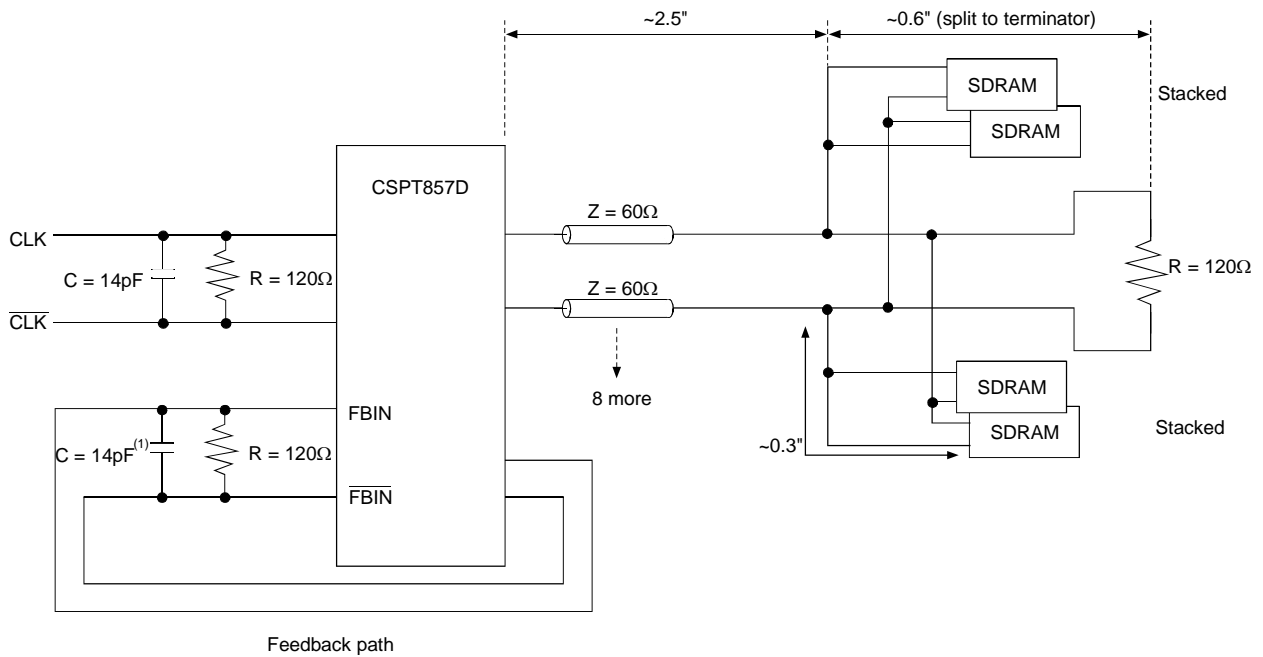 ~2.5"
~0.6" (split to terminator)
SDRAM
Stacked
SDRAM
CSPT857D
Z = 60Ω
CLK
C = 14pF
R = 120Ω
R = 120Ω
Z = 60Ω
CLK
8 more
SDRAM
FBIN
SDRAM
Stacked
~0.3"
C = 14pF(1)
R = 120Ω
FBIN
Feedback path